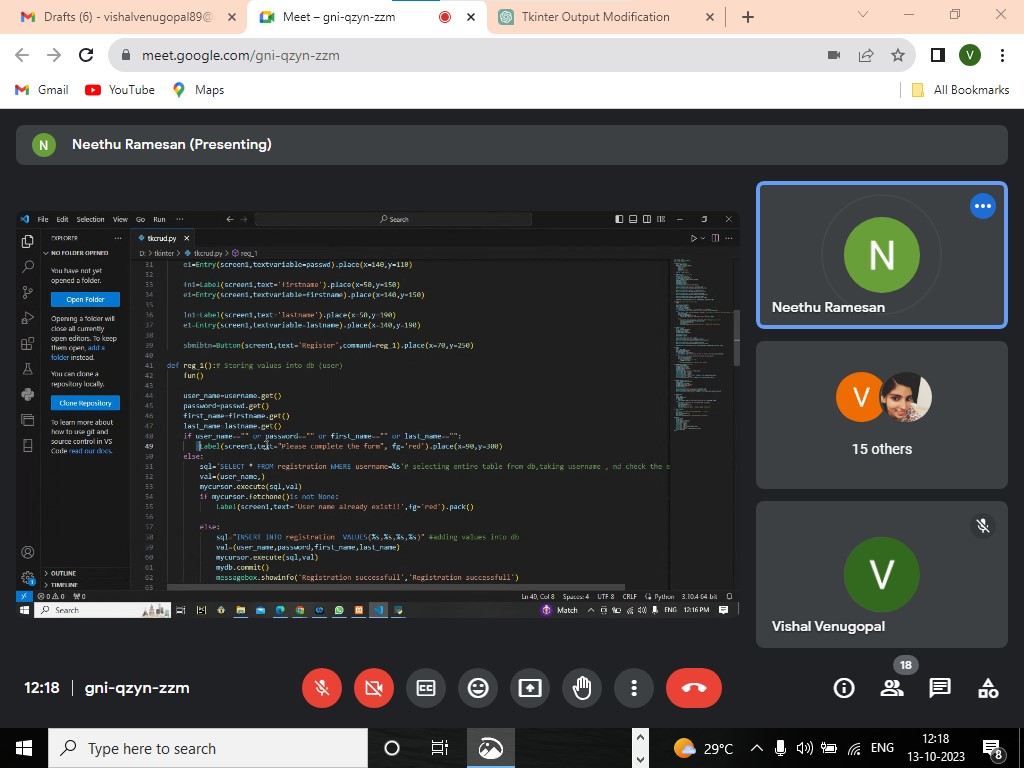 Drafts (6) - vishalvenugopal89@
Meet – gni-qzyn-zzm
Tkinter Output Modification
meet.google.com/gni-qzyn-zzm
V
Gmail
YouTube
Maps
All Bookmarks
N
Neethu Ramesan (Presenting)
File Edit Selection View Go Run ···
Search
EXPLORER
tkcrud.py
NO FOLDER OPENED
D: > tkinter > tkcrud.py > reg_1
You have not yet
opened a folder.
Open Folder
Opening a folder will
close all currently
open editors. To keep
them open, add a
folder instead.
You can clone a
repository locally.
Clone Repository
To learn more about
how to use git and
source control in VS
Code read our docs.
OUTLINE
TIMELINE
31 e1=Entry(screen1,textvariable=passwd).place(x=140,y=110)
32
33 fn1=Label(screen1,text='firstname').place(x=50,y=150)
34 e1=Entry(screen1,textvariable=firstname).place(x=140,y=150)
35
36 ln1=Label(screen1,text='lastname').place(x=50,y=190)
37 e1=Entry(screen1,textvariable=lastname).place(x=140,y=190)
38
39 sbmibtn=Button(screen1,text='Register',command=reg_1).place(x=70,y=250)
40
41 def reg_1():# Storing values into db (user)
42 fun()
43
44 user_name=username.get()
45 password=passwd.get()
46 first_name=firstname.get()
47 last_name=lastname.get()
48 if user_name=="" or password=="" or first_name=="" or last_name=="":
49 Label(screen1,text="Please complete the form", fg='red').place(x=90,y=300)
50 else:
51 sql='SELECT * FROM registration WHERE username=%s'# selecting entire table from db,taking username , nd check the e
52 val=(user_name,)
53 mycursor.execute(sql,val)
54 if mycursor.fetchone()is not None:
55 Label(screen1,text='User name already exist!!',fg='red').pack()
56
57 else:
58 sql="INSERT INTO registration VALUES(%s,%s,%s,%s)" #adding values into db
59 val=(user_name,password,first_name,last_name)
60 mycursor.execute(sql,val)
61 mydb.commit()
62 messagebox.showinfo('Registration successfull','Registration successfull')
63
Ln 49, Col 8 Spaces: 4 UTF-8 CRLF Python 3.10.4 64-bit
Search
Match
ENG
12:16 PM
N
Neethu Ramesan
V
15 others
V
Vishal Venugopal
12:18 | gni-qzyn-zzm
18
Type here to search
29°C
ENG
12:18
13-10-2023
8